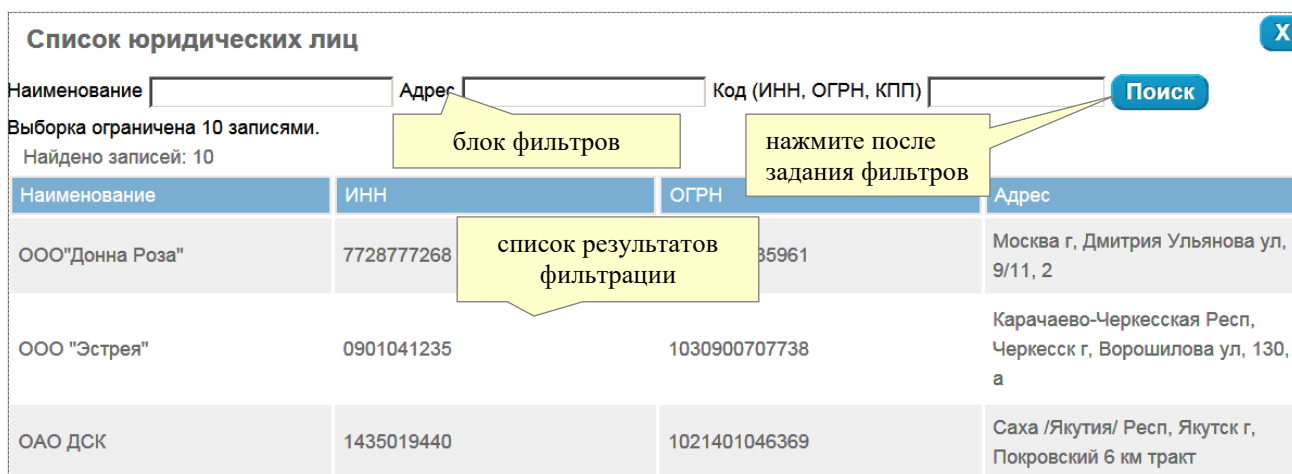 Список юридических лиц
X
Наименование Адрес Код (ИНН, ОГРН, КПП) Поиск
Выборка ограничена 10 записями.
Найдено записей: 10
блок фильтров
нажмите после
задания фильтров
Наименование ИНН ОГРН Адрес
список результатов
фильтрации
ООО"Донна Роза" 7728777268 35961 Москва г, Дмитрия Ульянова ул,
9/11, 2
ООО "Эстрея" 0901041235 1030900707738 Карачаево-Черкесская Респ,
Черкесск г, Ворошилова ул, 130,
а
ОАО ДСК 1435019440 1021401046369 Саха /Якутия/ Респ, Якутск г,
Покровский 6 км тракт